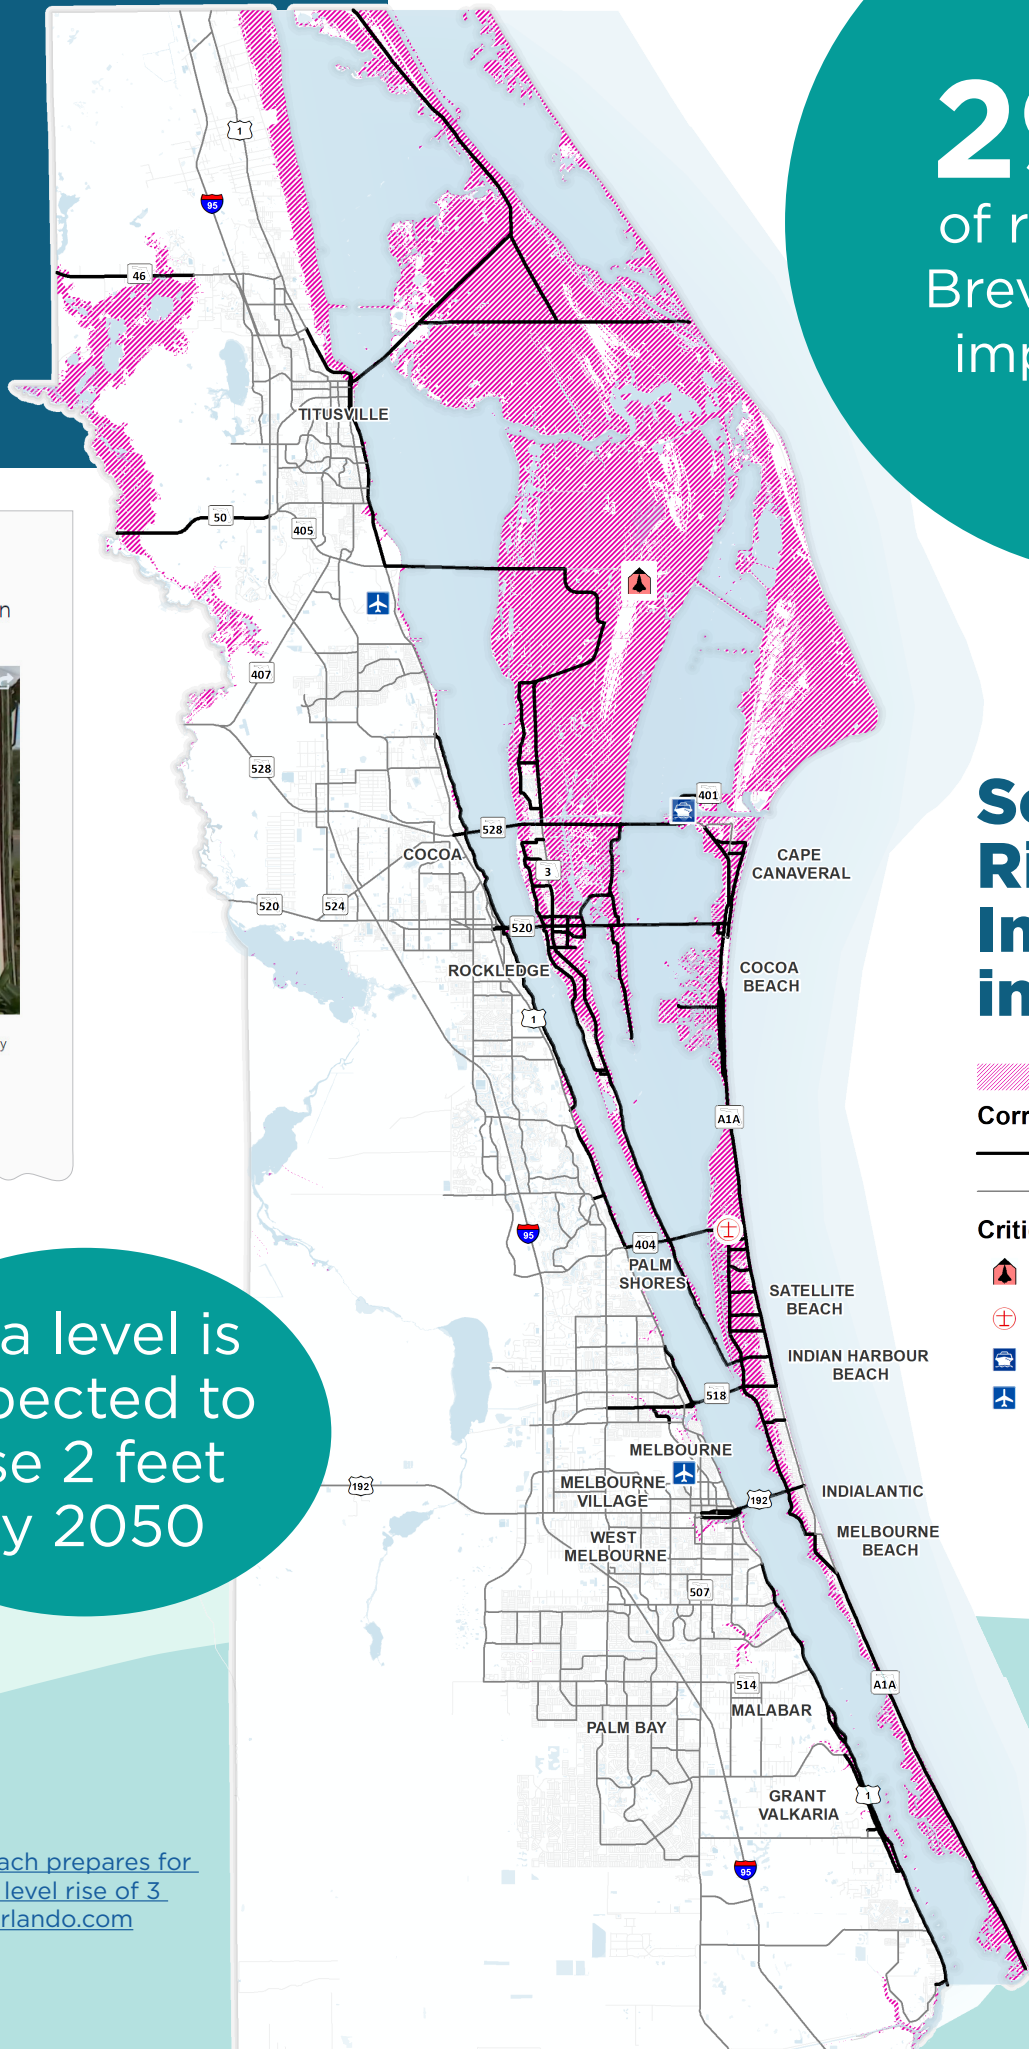 2
of r
Brev
imp
1
95
46
TITUSVILLE
50
405
n
407
528
401
528
COCOA
CAPE
CANAVERAL
3
520
524
520
ROCKLEDGE
COCOA
BEACH
1
y
So
Ri
In
in
A1A
Corr
95
404
PALM
SHORES
Criti
SATELLITE
BEACH
a level is
pected to
se 2 feet
y 2050
INDIAN HARBOUR
BEACH
518
MELBOURNE
192
MELBOURNE
VILLAGE
192
INDIALANTIC
WEST
MELBOURNE
MELBOURNE
BEACH
507
514
A1A
MALABAR
PALM BAY
GRANT
VALKARIA
1
95
ach prepares for
level rise of 3
rlando.com